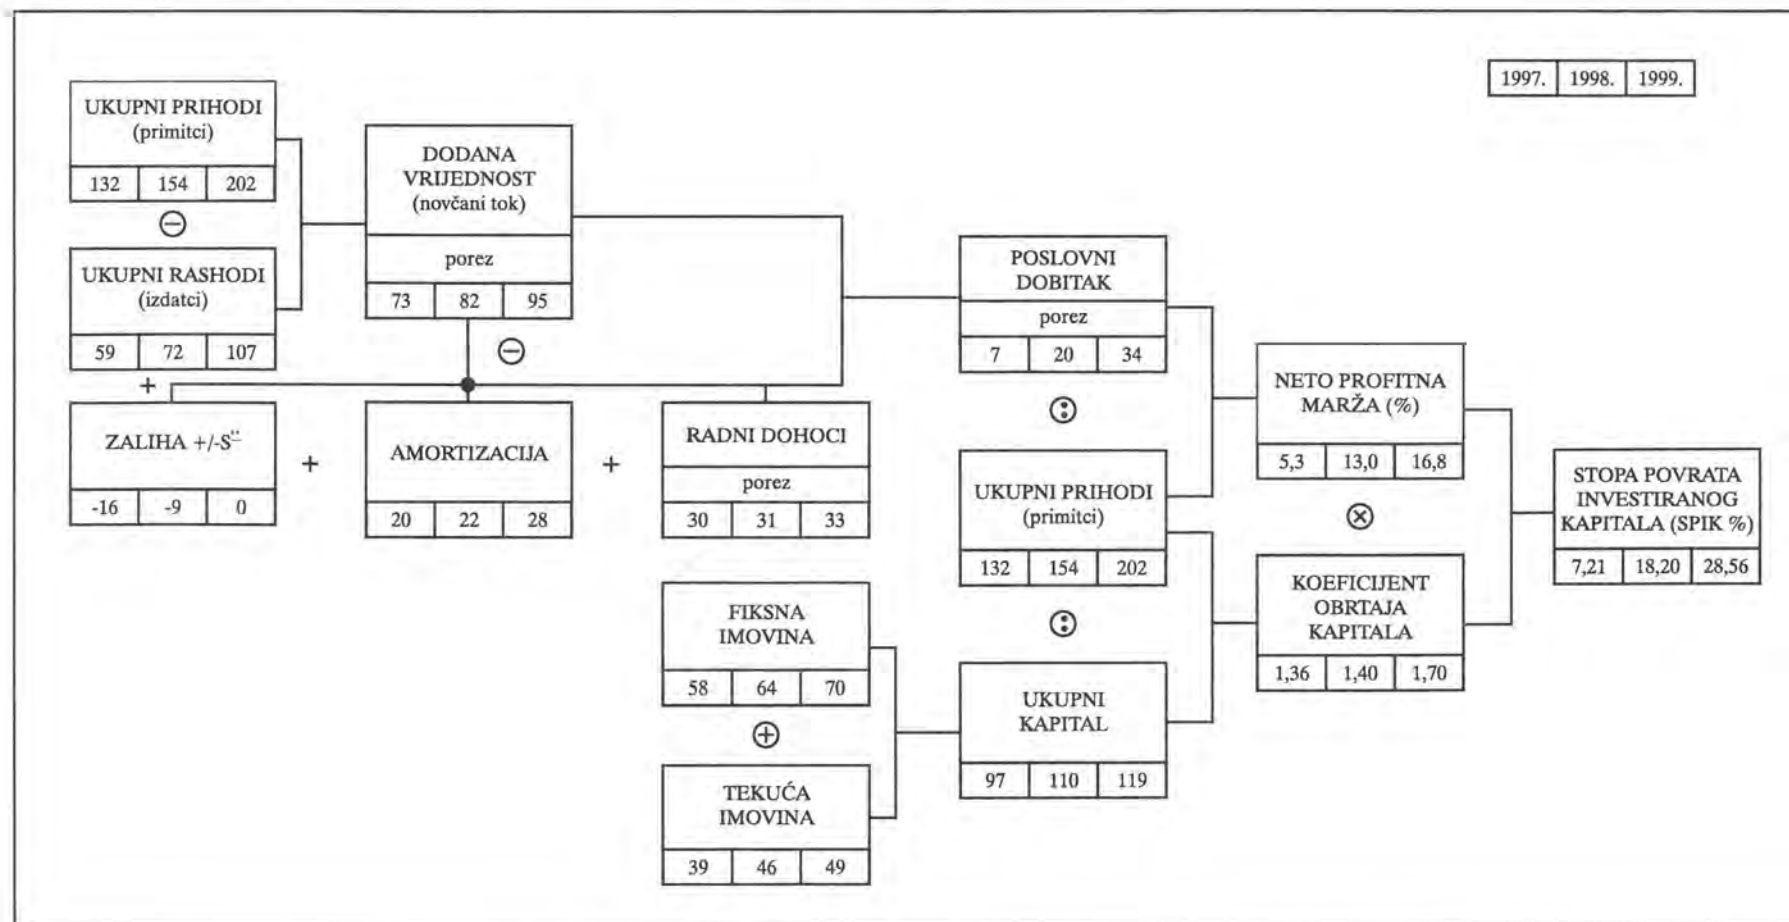 1997. 1998. 1999.
UKUPNI PRIHODI
(primitci)
132 154 202
−
UKUPNI RASHODI
(izdatci)
59 72 107
DODANA
VRIJEDNOST
(novčani tok)
porez
73 82 95
−
+
ZALIHA +/-S
-16 -9 0
+
AMORTIZACIJA
20 22 28
+
RADNI DOHOCI
porez
30 31 33
POSLOVNI
DOBITAK
porez
7 20 34
:
UKUPNI PRIHODI
(primitci)
132 154 202
:
FIKSNA
IMOVINA
58 64 70
+
TEKUĆA
IMOVINA
39 46 49
UKUPNI
KAPITAL
97 110 119
NETO PROFITNA
MARŽA (%)
5,3 13,0 16,8
×
KOEFICIJENT
OBRTAJA
KAPITALA
1,36 1,40 1,70
STOPA POVRATA
INVESTIRANOG
KAPITALA (SPIK %)
7,21 18,20 28,56